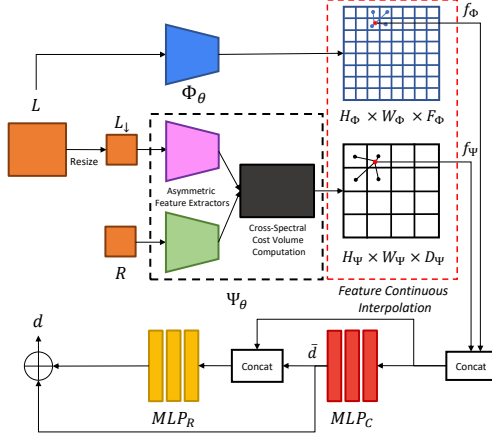 f_Φ
Φ_θ
L
H_Φ × W_Φ × F_Φ
L_↓
Resize
f_Ψ
Asymmetric
Feature Extractors
Cross-Spectral
Cost Volume
Computation
R
H_Ψ × W_Ψ × D_Ψ
Ψ_θ
Feature Continuous
Interpolation
d
d̄
Concat
Concat
MLP_R
MLP_C